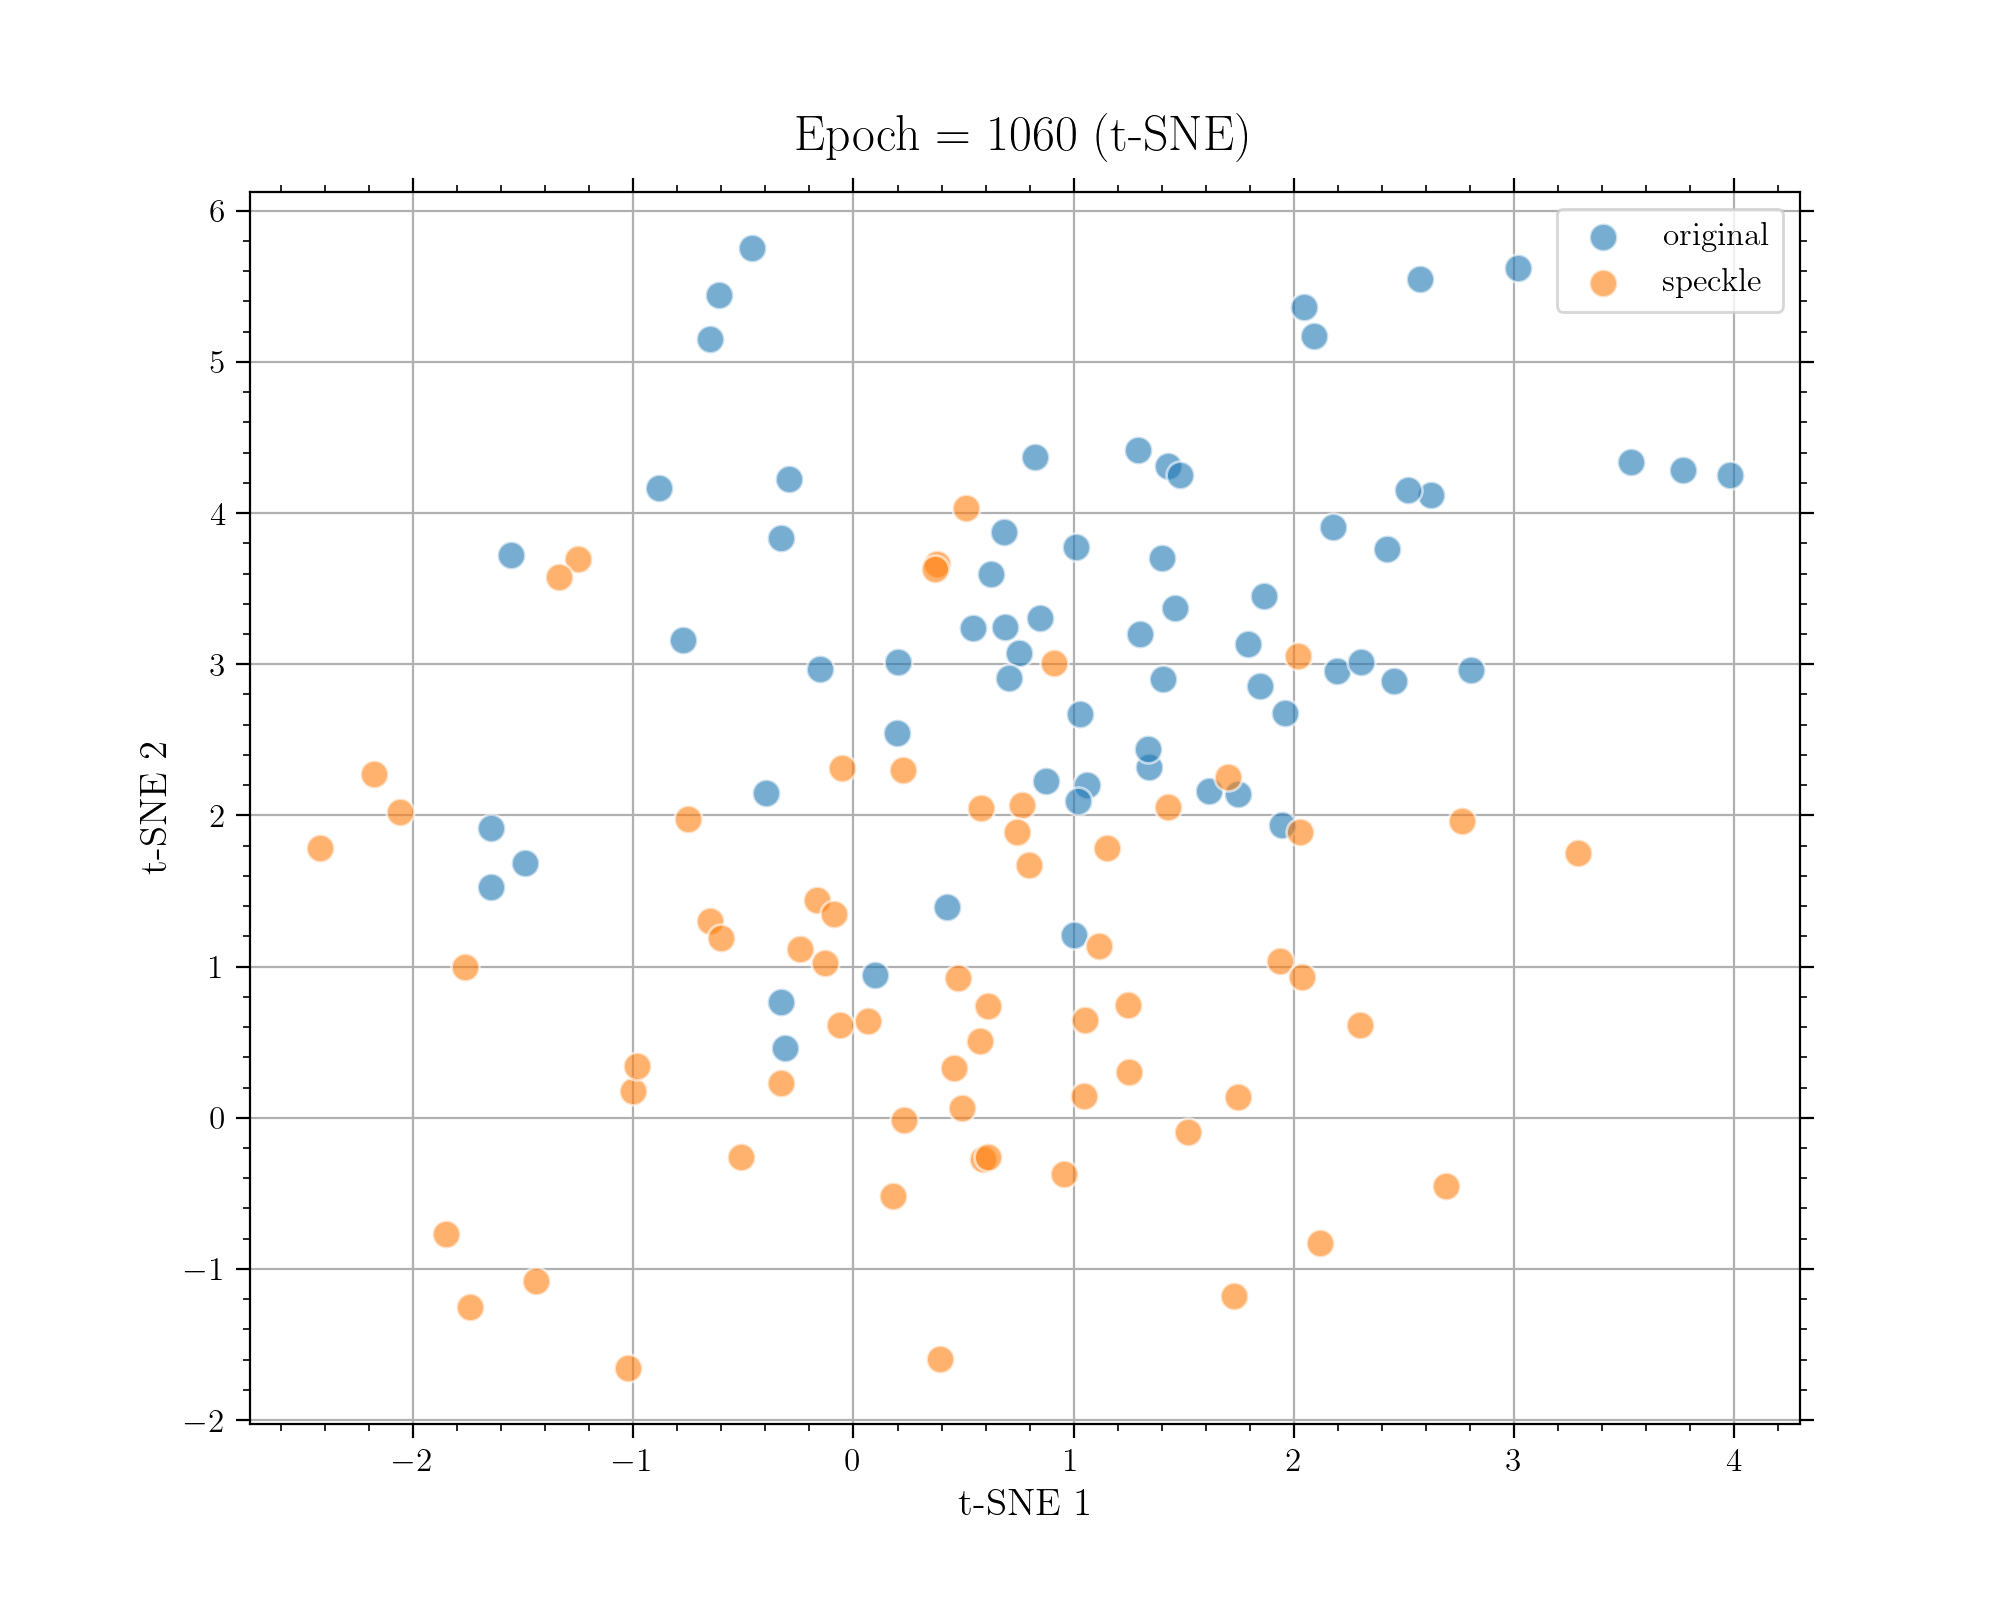 Epoch = 1060 (t-SNE)
original
speckle
6
5
4
3
2
1
0
−1
−2
t-SNE 2
−2 −1 0 1 2 3 4
t-SNE 1